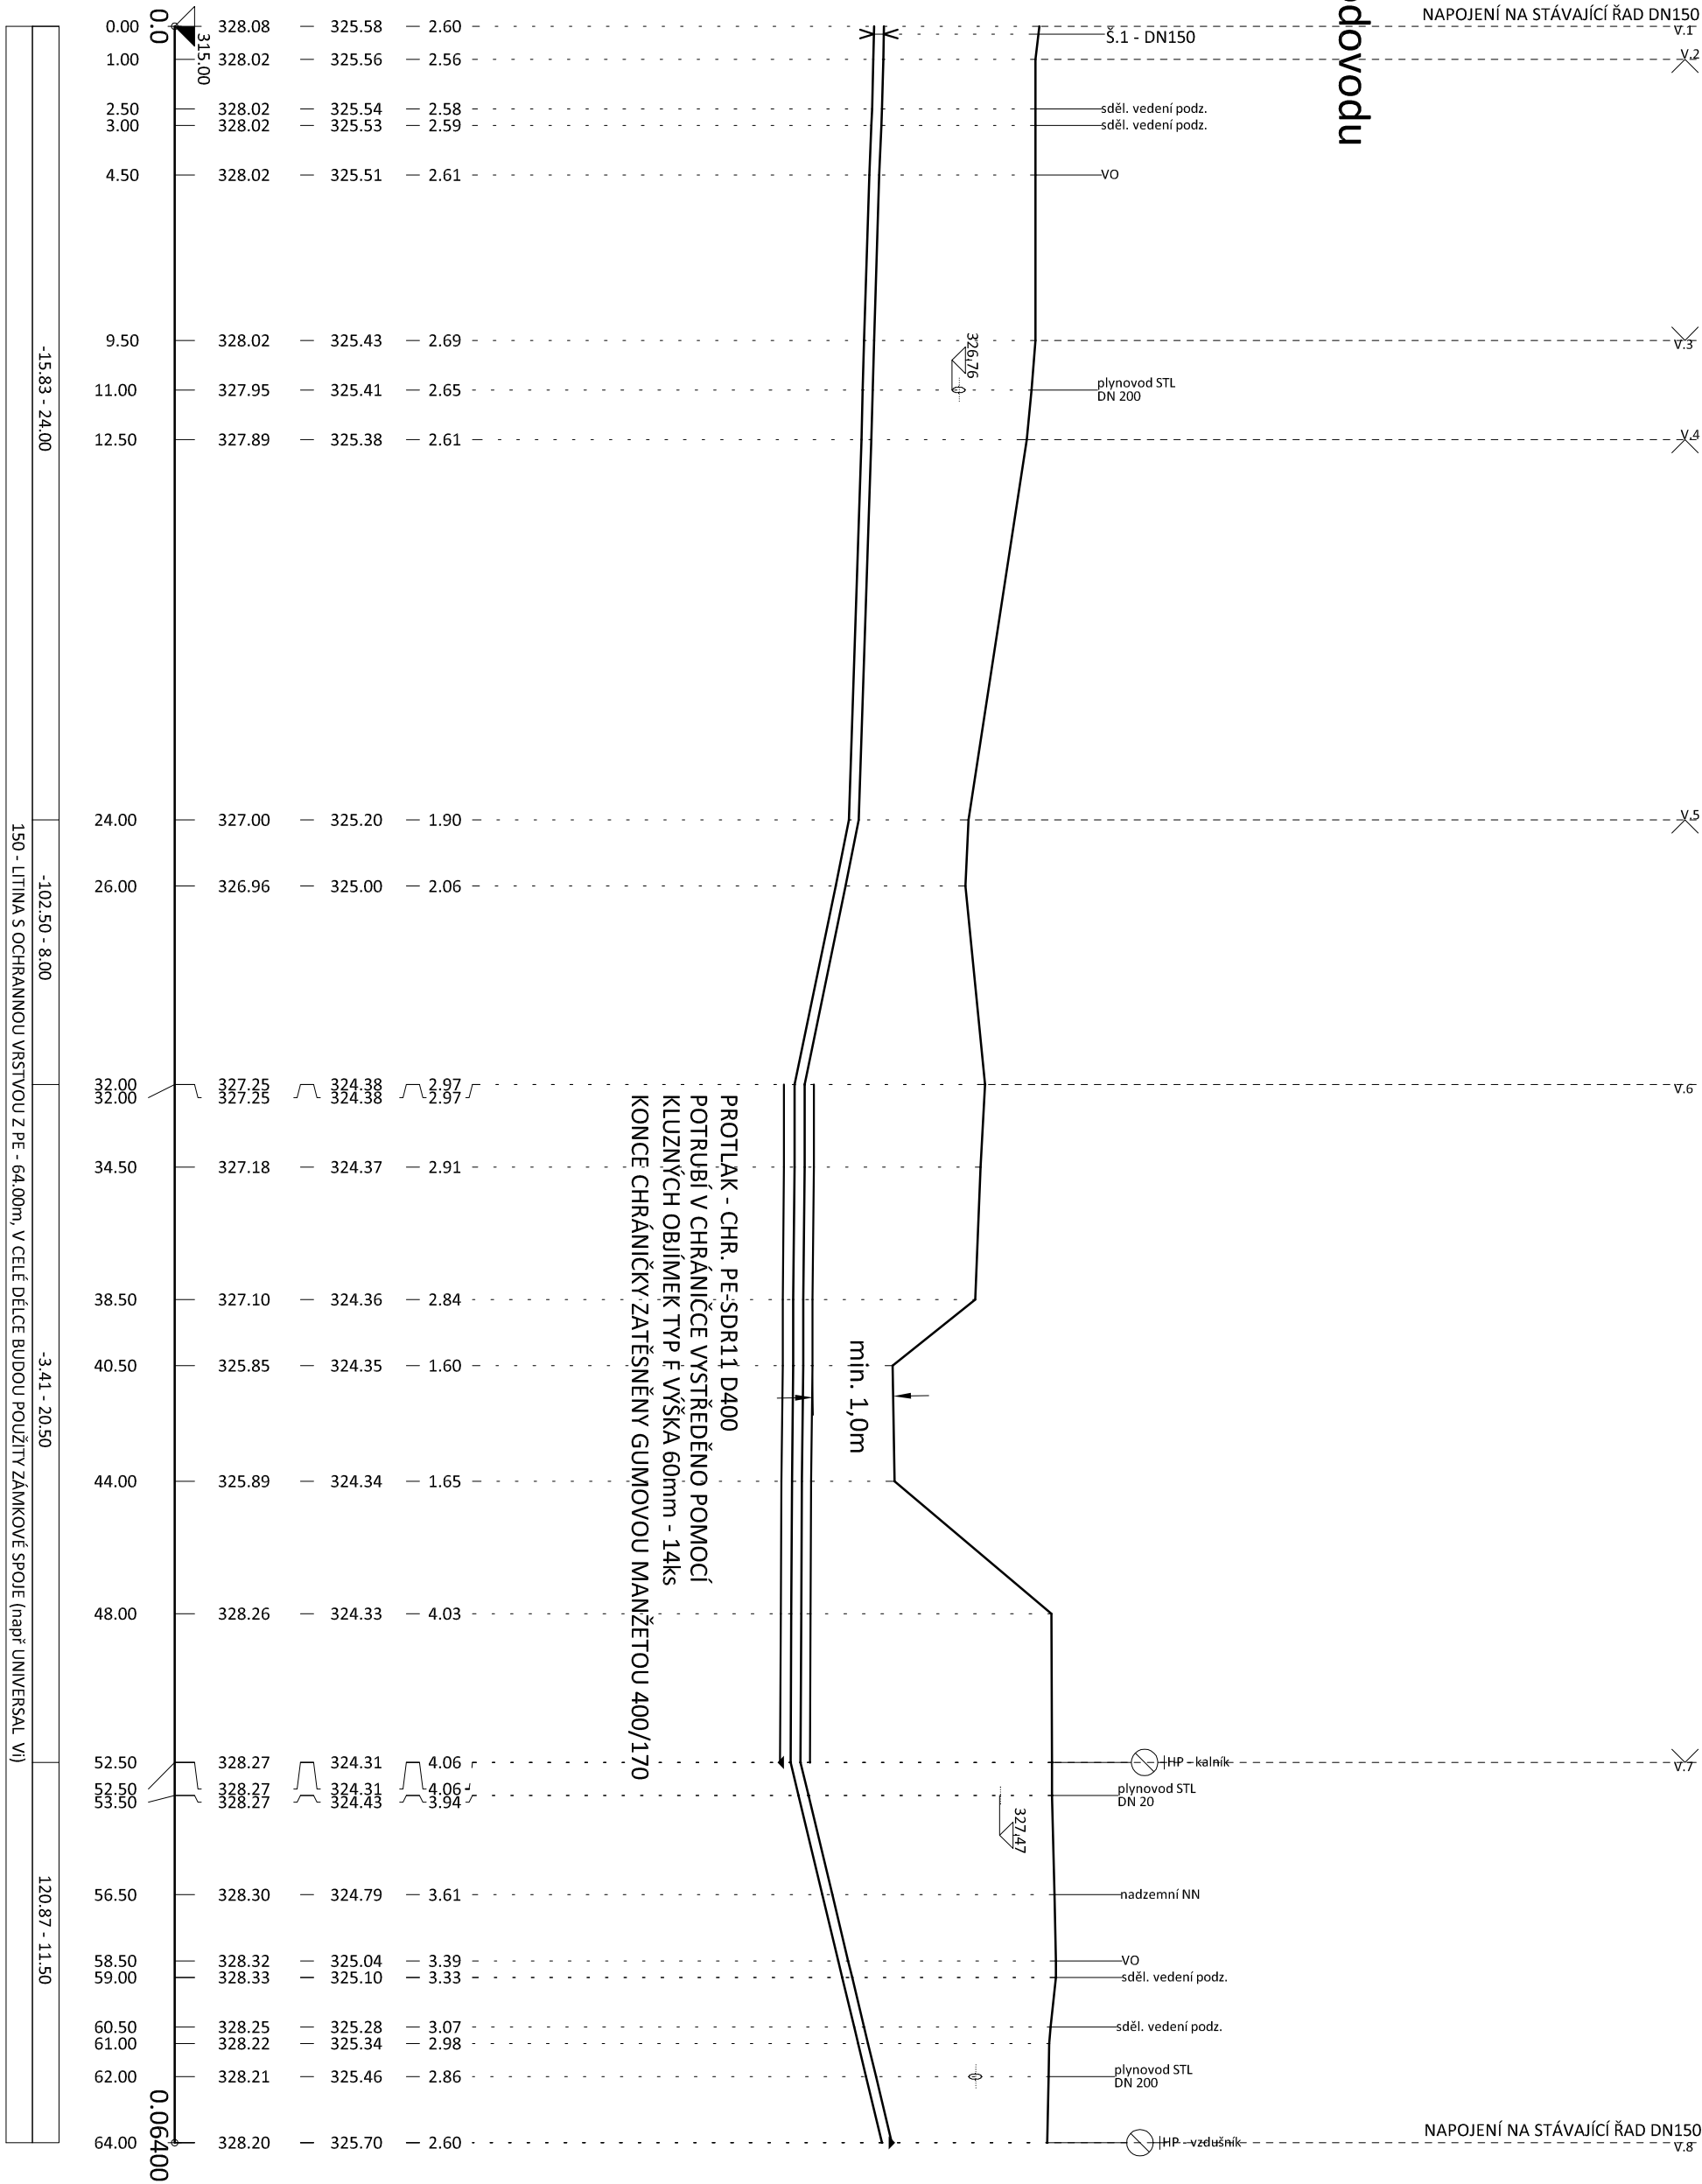 odovodu
NAPOJENÍ NA STÁVAJÍCÍ ŘAD DN150
V.1
0.00 328.08 325.58 2.60
0.0
315.00
Š.1 - DN150
V.2
1.00 328.02 325.56 2.56
2.50 328.02 325.54 2.58 sděl. vedení podz.
3.00 328.02 325.53 2.59 sděl. vedení podz.
4.50 328.02 325.51 2.61 VO
9.50 328.02 325.43 2.69
V.3
326,76
11.00 327.95 325.41 2.65 plynovod STL
DN 200
12.50 327.89 325.38 2.61
V.4
-15.83 - 24.00
24.00 327.00 325.20 1.90
V.5
26.00 326.96 325.00 2.06
-102.50 - 8.00
32.00 327.25 324.38 2.97
V.6
32.00 327.25 324.38 2.97
34.50 327.18 324.37 2.91
38.50 327.10 324.36 2.84
40.50 325.85 324.35 1.60
44.00 325.89 324.34 1.65
48.00 328.26 324.33 4.03
min. 1,0m
PROTLAK - CHR. PE-SDR11 D400
POTRUBÍ V CHRÁNIČCE VYSTŘEDĚNO POMOCÍ
KLUZNÝCH OBJÍMEK TYP F VÝŠKA 60mm - 14ks
KONCE CHRÁNIČKY ZATĚSNĚNY GUMOVOU MANŽETOU 400/170
-3.41 - 20.50
150 - LITINA S OCHRANNOU VRSTVOU Z PE - 64.00m, V CELÉ DÉLCE BUDOU POUŽITY ZÁMKOVÉ SPOJE (např UNIVERSAL Vi)
52.50 328.27 324.31 4.06 HP - kalník
V.7
52.50 328.27 324.31 4.06
53.50 328.27 324.43 3.94 plynovod STL
DN 20
327,47
56.50 328.30 324.79 3.61 nadzemní NN
120.87 - 11.50
58.50 328.32 325.04 3.39 VO
59.00 328.33 325.10 3.33 sděl. vedení podz.
60.50 328.25 325.28 3.07 sděl. vedení podz.
61.00 328.22 325.34 2.98
62.00 328.21 325.46 2.86 plynovod STL
DN 200
0.06400
64.00 328.20 325.70 2.60 HP - vzdušník
NAPOJENÍ NA STÁVAJÍCÍ ŘAD DN150
V.8